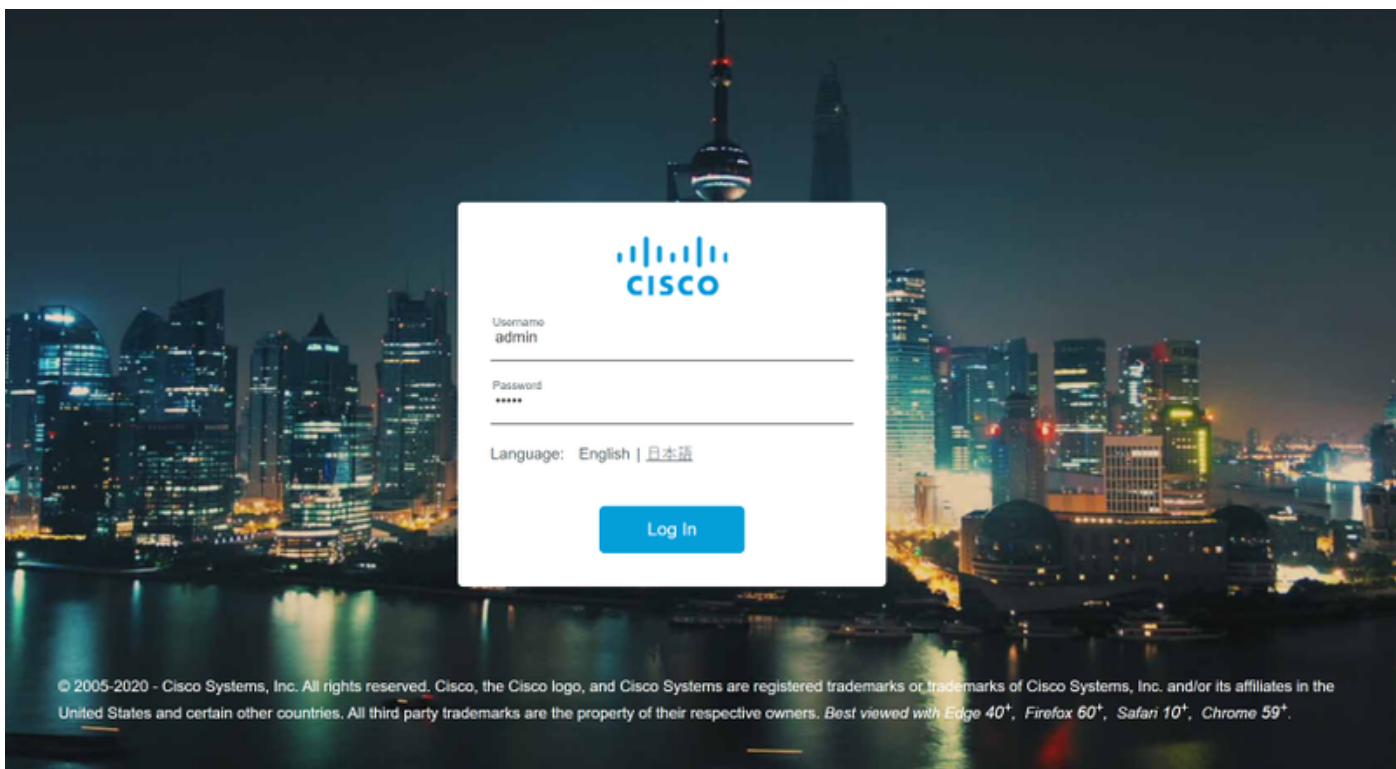 CISCO
Username
admin
Password
•••••
Language: English | 日本語
Log In
© 2005-2020 - Cisco Systems, Inc. All rights reserved. Cisco, the Cisco logo, and Cisco Systems are registered trademarks or trademarks of Cisco Systems, Inc. and/or its affiliates in the
United States and certain other countries. All third party trademarks are the property of their respective owners. Best viewed with Edge 40+, Firefox 60+, Safari 10+, Chrome 59+.